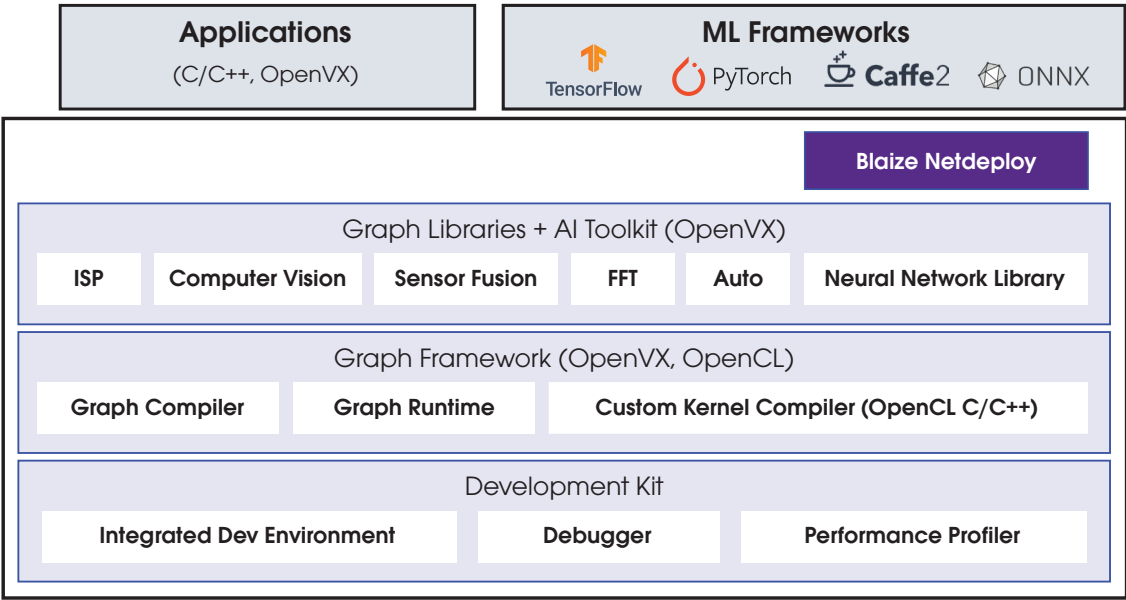 Applications
(C/C++, OpenVX)
ML Frameworks
TensorFlow
PyTorch
Caffe2
ONNX
Blaize Netdeploy
Graph Libraries + AI Toolkit (OpenVX)
ISP
Computer Vision
Sensor Fusion
FFT
Auto
Neural Network Library
Graph Framework (OpenVX, OpenCL)
Graph Compiler
Graph Runtime
Custom Kernel Compiler (OpenCL C/C++)
Development Kit
Integrated Dev Environment
Debugger
Performance Profiler